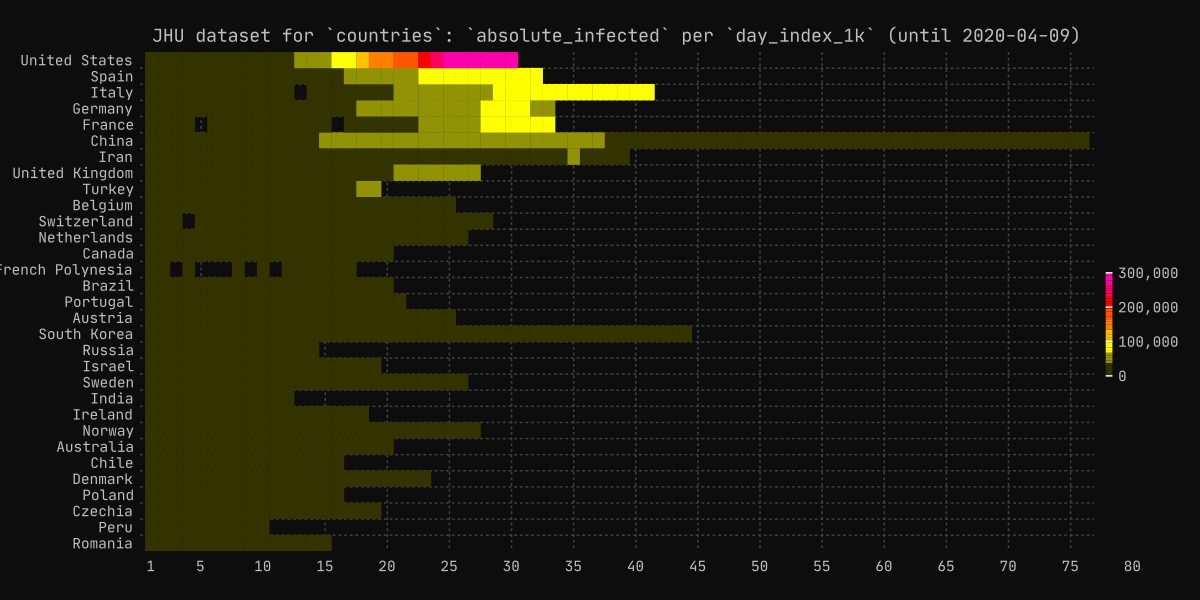 JHU dataset for `countries`: `absolute_infected` per `day_index_1k` (until 2020-04-09)
United States
Spain
Italy
Germany
France
China
Iran
United Kingdom
Turkey
Belgium
Switzerland
Netherlands
Canada
French Polynesia
Brazil
Portugal
Austria
South Korea
Russia
Israel
Sweden
India
Ireland
Norway
Australia
Chile
Denmark
Poland
Czechia
Peru
Romania
300,000
200,000
100,000
0
1 5 10 15 20 25 30 35 40 45 50 55 60 65 70 75 80